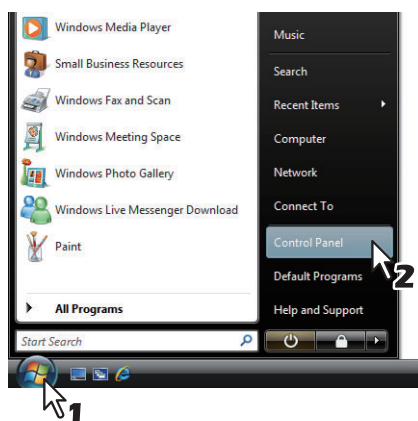 Windows Media Player
Small Business Resources
Windows Fax and Scan
Windows Meeting Space
Windows Photo Gallery
Windows Live Messenger Download
Paint
All Programs
Start Search
Music
Search
Recent Items
Computer
Network
Connect To
Control Panel
2
Default Programs
Help and Support
1